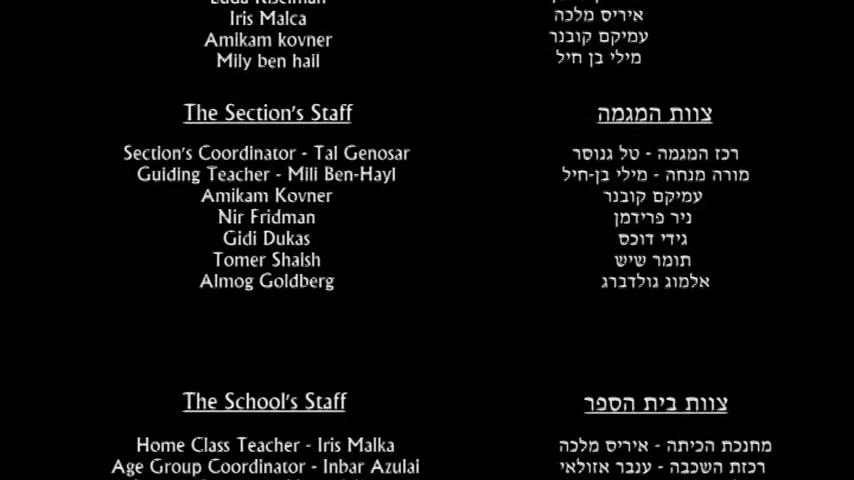 Iris Malca
איריס מלכה
Amikam kovner
עמיקם קובנר
Mily ben hail
מילי בן חיל
The Section's Staff
צוות המגמה
Section's Coordinator - Tal Genosar
רכז המגמה - טל גנוסר
Guiding Teacher - Mili Ben-Hayl
מורה מנחה - מילי בן-חיל
Amikam Kovner
עמיקם קובנר
Nir Fridman
ניר פרידמן
Gidi Dukas
גידי דוכס
Tomer Shaish
תומר שיש
Almog Goldberg
אלמוג גולדברג
The School's Staff
צוות בית הספר
Home Class Teacher - Iris Malka
מחנכת הכיתה - איריס מלכה
Age Group Coordinator - Inbar Azulai
רכזת השכבה - ענבר אזולאי